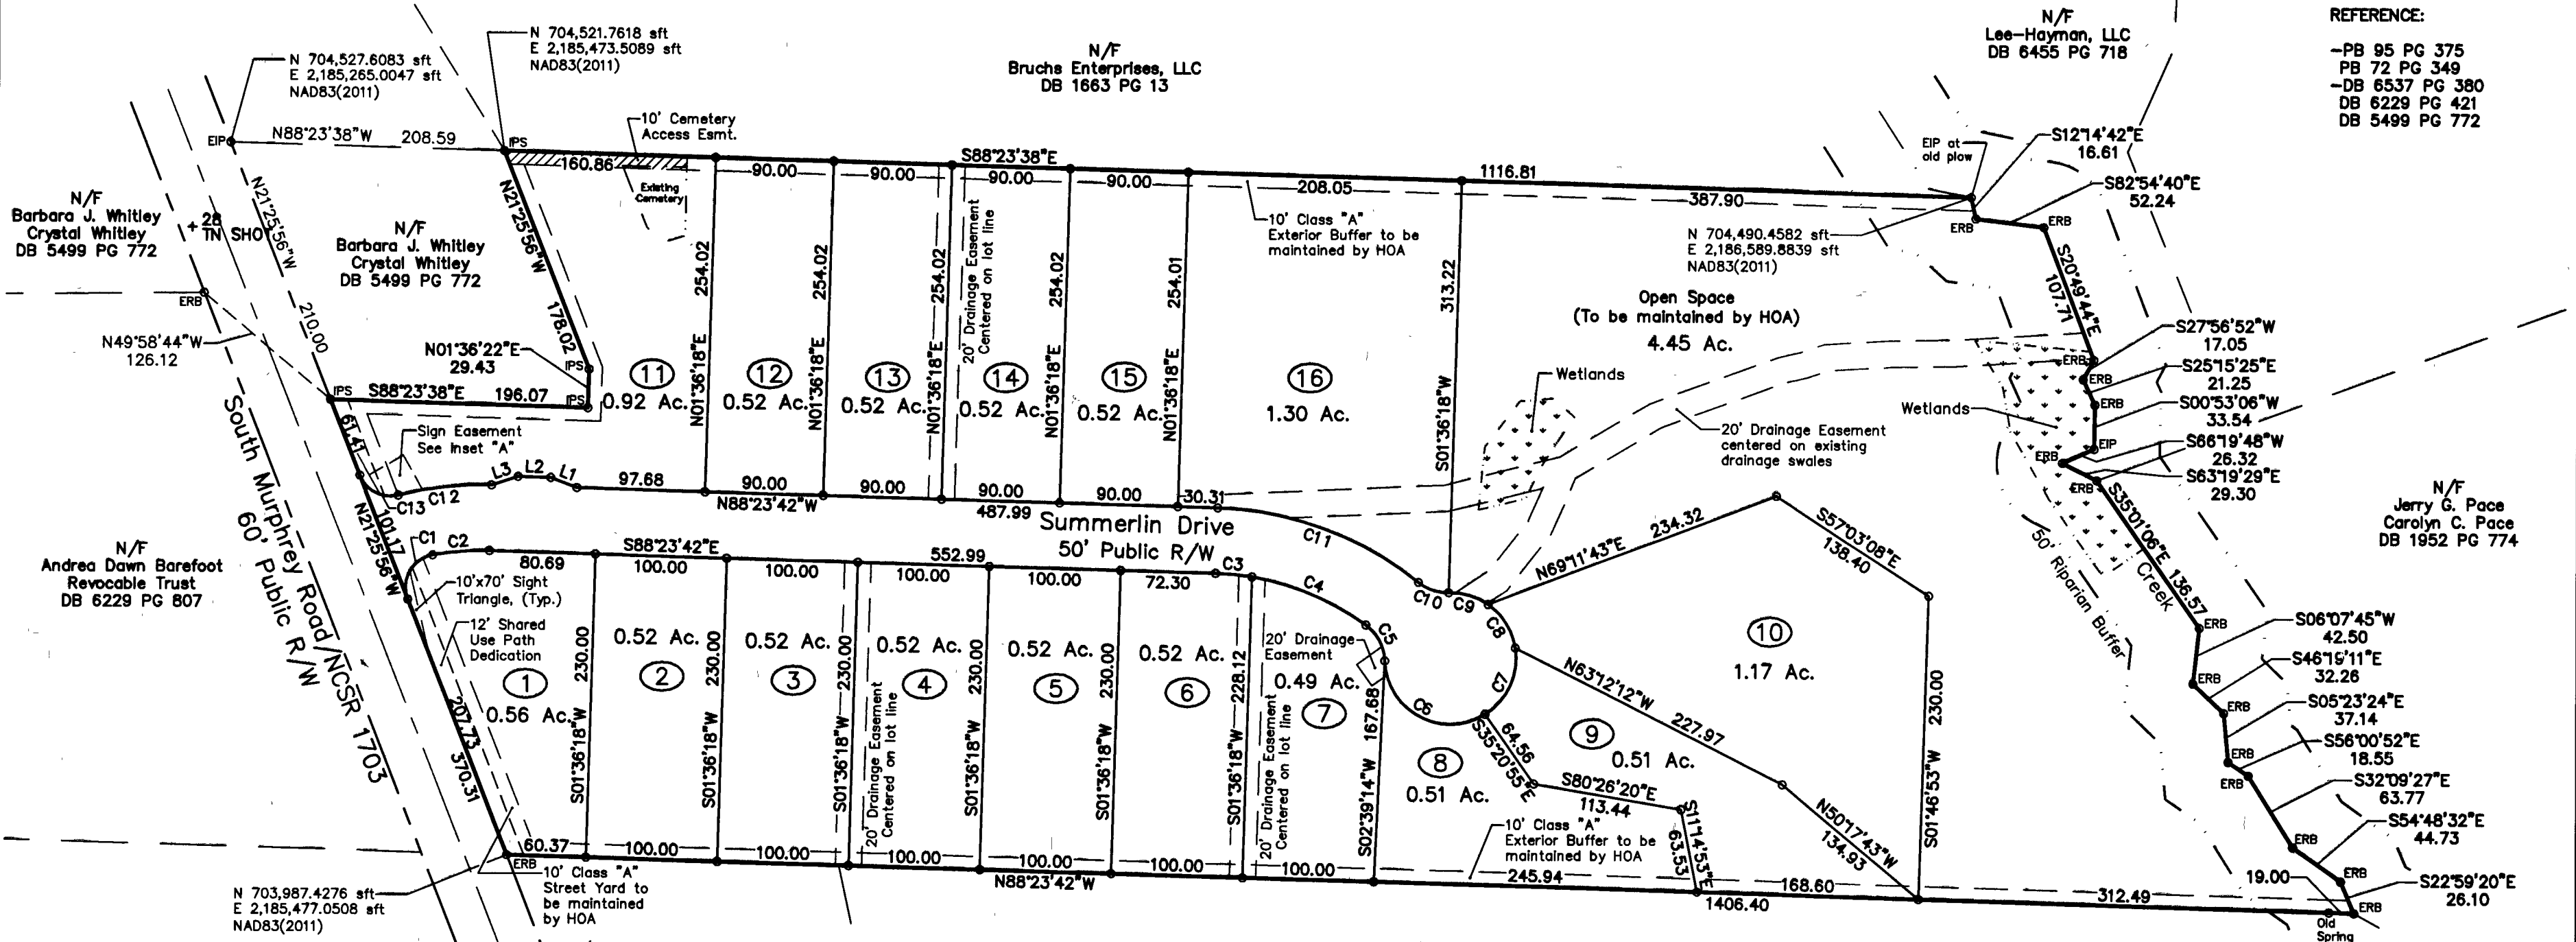 REFERENCE:
-PB 95 PG 375
PB 72 PG 349
-DB 6537 PG 380
DB 6229 PG 421
DB 5499 PG 772
N/F
Lee-Hayman, LLC
DB 6455 PG 718
N/F
Bruchs Enterprises, LLC
DB 1663 PG 13
N 704,521.7618 sft
E 2,185,473.5089 sft
NAD83(2011)
N 704,527.6083 sft
E 2,185,265.0047 sft
NAD83(2011)
EIP
N88°23'38"W 208.59
IPS
10' Cemetery
Access Esmt.
160.86
Existing
Cemetery
90.00
90.00
S88°23'38"E
90.00
90.00
208.05
1116.81
387.90
EIP at
old plow
S12°14'42"E
16.61
S82°54'40"E
52.24
ERB
ERB
N/F
Barbara J. Whitley
Crystal Whitley
DB 5499 PG 772
+ 28
TN SHO
N21°25'56"W
210.00
N/F
Barbara J. Whitley
Crystal Whitley
DB 5499 PG 772
N21°25'56"W
178.02
ERB
N49°58'44"W
126.12
N01°36'22"E
29.43
IPS
IPS
IPS
S88°23'38"E 196.07
61.41
Sign Easement
See Inset "A"
C13
C12
L3
L2
L1
97.68
11
0.92 Ac.
N01°36'18"E
254.02
12
0.52 Ac.
N01°36'18"E
254.02
13
0.52 Ac.
N01°36'18"E
254.02
20' Drainage Easement
Centered on lot line
14
0.52 Ac.
N01°36'18"E
254.02
15
0.52 Ac.
N01°36'18"E
254.01
10' Class "A"
Exterior Buffer to be
maintained by HOA
16
1.30 Ac.
S01°36'18"W
313.22
N 704,490.4582 sft
E 2,186,589.8839 sft
NAD83(2011)
Open Space
(To be maintained by HOA)
4.45 Ac.
Wetlands
20' Drainage Easement
centered on existing
drainage swales
Wetlands
S20°49'44"E
107.71
S27°56'52"W
17.05
ERB
S25°15'25"E
21.25
ERB
ERB
S00°53'06"W
33.54
EIP
S66°19'48"W
26.32
ERB
S63°19'29"E
29.30
ERB
S35°01'06"E 136.57
Creek
50' Riparian Buffer
N/F
Jerry G. Pace
Carolyn C. Pace
DB 1952 PG 774
90.00
N88°23'42"W
90.00
90.00
487.99
90.00
30.31
Summerlin Drive
50' Public R/W
C11
C10
C9
C8
C7
C6
C5
C4
C3
C1
C2
80.69
S88°23'42"E
100.00
100.00
552.99
100.00
100.00
72.30
N21°25'56"W
101.17
South Murphrey Road/NCSR 1703
60' Public R/W
N/F
Andrea Dawn Barefoot
Revocable Trust
DB 6229 PG 807
10'x70' Sight
Triangle, (Typ.)
12' Shared
Use Path
Dedication
207.73
370.31
1
0.56 Ac.
S01°36'18"W
230.00
0.52 Ac.
2
S01°36'18"W
230.00
0.52 Ac.
3
S01°36'18"W
230.00
20' Drainage Easement
Centered on lot line
0.52 Ac.
4
S01°36'18"W
230.00
0.52 Ac.
5
S01°36'18"W
230.00
0.52 Ac.
6
S01°36'18"W
228.12
20' Drainage Easement
Centered on lot line
20' Drainage
Easement
0.49 Ac.
7
S02°39'14"W 167.68
8
0.51 Ac.
S35°20'55"E
64.56
9
0.51 Ac.
S80°26'20"E
113.44
S11°14'53"E
63.53
N63°12'12"W 227.97
N50°17'43"W
134.93
N69°11'43"E 234.32
S57°03'08"E
138.40
10
1.17 Ac.
S01°46'53"W 230.00
10' Class "A"
Exterior Buffer to be
maintained by HOA
ERB
S06°07'45"W
42.50
ERB
S46°19'11"E
32.26
ERB
S05°23'24"E
37.14
ERB
S56°00'52"E
18.55
ERB
S32°09'27"E
63.77
ERB
S54°48'32"E
44.73
ERB
S22°59'20"E
26.10
ERB
19.00
Old
Spring
60.37
ERB
100.00
100.00
100.00
100.00
N88°23'42"W
100.00
100.00
245.94
168.60
1406.40
312.49
10' Class "A"
Street Yard to
be maintained
by HOA
N 703,987.4276 sft
E 2,185,477.0508 sft
NAD83(2011)